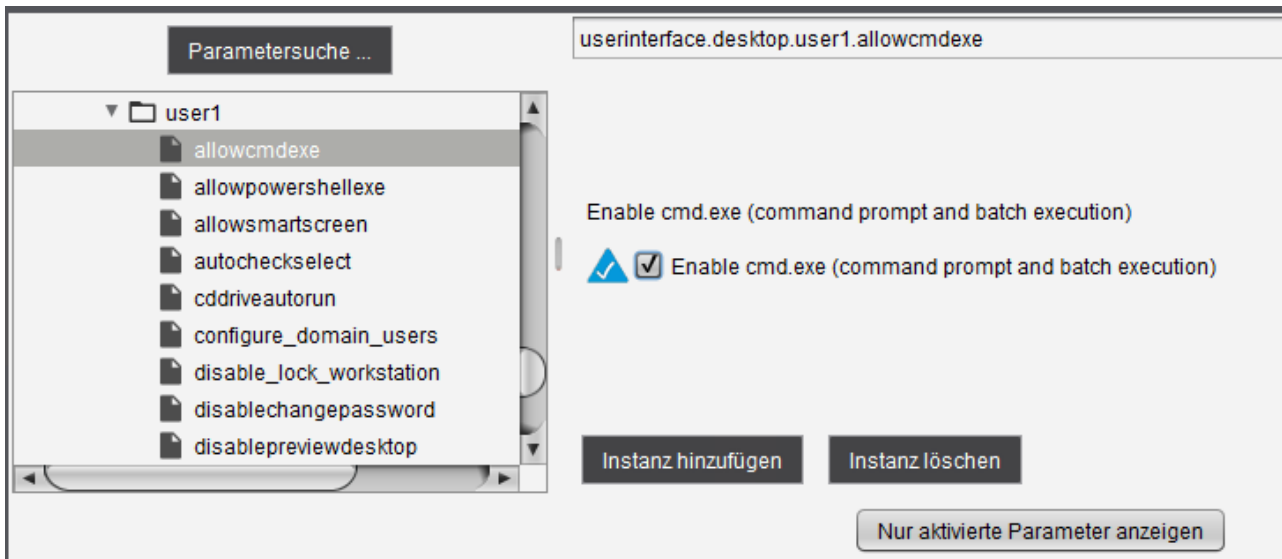 Parametersuche ...
userinterface.desktop.user1.allowcmdexe
user1
allowcmdexe
allowpowershellexe
allowsmartscreen
autocheckselect
cddriveautorun
configure_domain_users
disable_lock_workstation
disablechangepassword
disablepreviewdesktop
Enable cmd.exe (command prompt and batch execution)
Enable cmd.exe (command prompt and batch execution)
Instanz hinzufügen
Instanz löschen
Nur aktivierte Parameter anzeigen